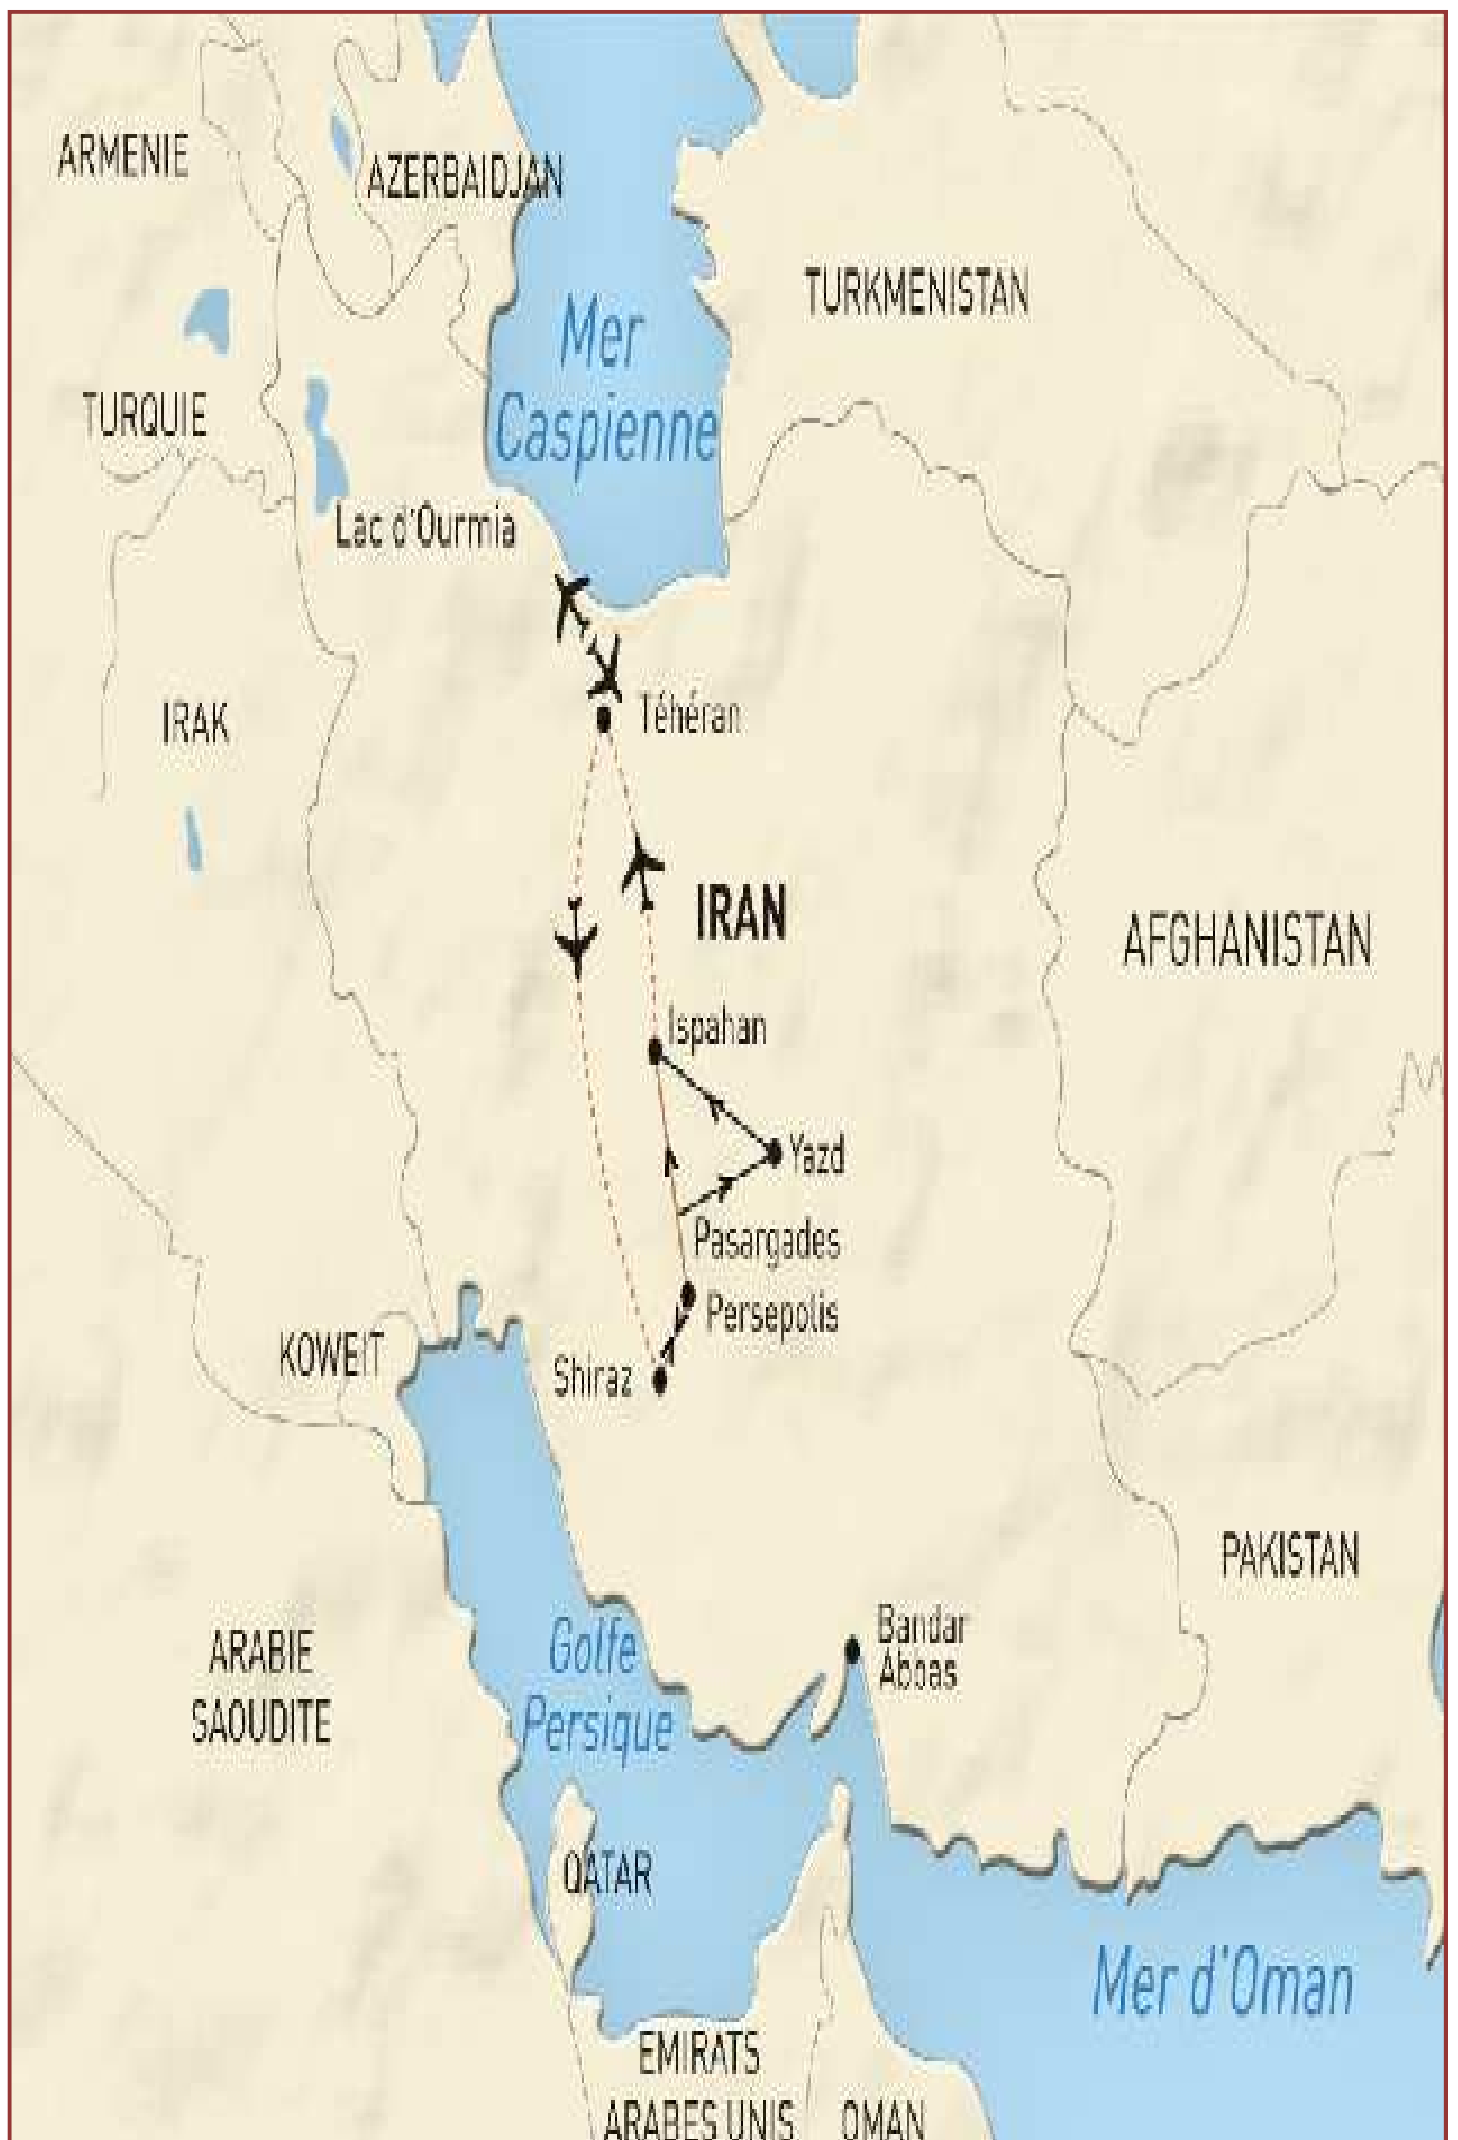 ARMENIE
AZERBAIDJAN
TURKMENISTAN
Mer
Caspienne
TURQUIE
Lac d'Ourmia
IRAK
Téhéran
IRAN
AFGHANISTAN
Ispahan
Yazd
Pasargades
Persepolis
KOWEIT
Shiraz
PAKISTAN
Bandar
Abbas
ARABIE
SAOUDITE
Golfe
Persique
QATAR
Mer d'Oman
EMIRATS
ARABES UNIS
OMAN